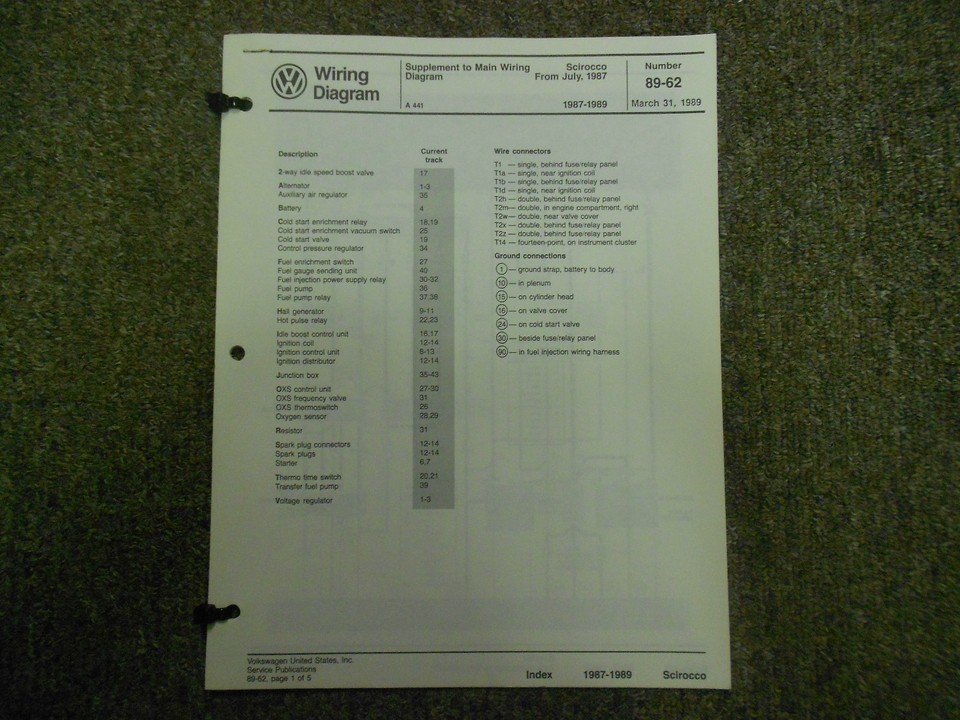 Wiring
Diagram
Supplement to Main Wiring
Diagram
A 441
Scirocco
From July, 1987
1987-1989
Number
89-62
March 31, 1989
Description Current
track
2-way idle speed boost valve 17
Alternator 1-3
Auxiliary air regulator 35
Battery 4
Cold start enrichment relay 18,19
Cold start enrichment vacuum switch 25
Cold start valve 19
Control pressure regulator 34
Fuel enrichment switch 27
Fuel gauge sending unit 40
Fuel injection power supply relay 30-32
Fuel pump 36
Fuel pump relay 37,38
Hall generator 9-11
Hot pulse relay 22,23
Idle boost control unit 16,17
Ignition coil 12-14
Ignition control unit 8-13
Ignition distributor 12-14
Junction box 35-43
OXS control unit 27-30
OXS frequency valve 31
OXS thermoswitch 26
Oxygen sensor 28,29
Resistor 31
Spark plug connectors 12-14
Spark plugs 12-14
Starter 6,7
Thermo time switch 20,21
Transfer fuel pump 39
Voltage regulator 1-3
Wire connectors
T1 — single, behind fuse/relay panel
T1a — single, near ignition coil
T1b — single, behind fuse/relay panel
T1d — single, near ignition coil
T2h — double, behind fuse/relay panel
T2m — double, in engine compartment, right
T2w — double, near valve cover
T2x — double, behind fuse/relay panel
T2z — double, behind fuse/relay panel
T14 — fourteen-point, on instrument cluster
Ground connections
1 — ground strap, battery to body
10 — in plenum
15 — on cylinder head
18 — on valve cover
24 — on cold start valve
30 — beside fuse/relay panel
90 — in fuel injection wiring harness
Volkswagen United States, Inc.
Service Publications
89-62, page 1 of 5
Index 1987-1989 Scirocco